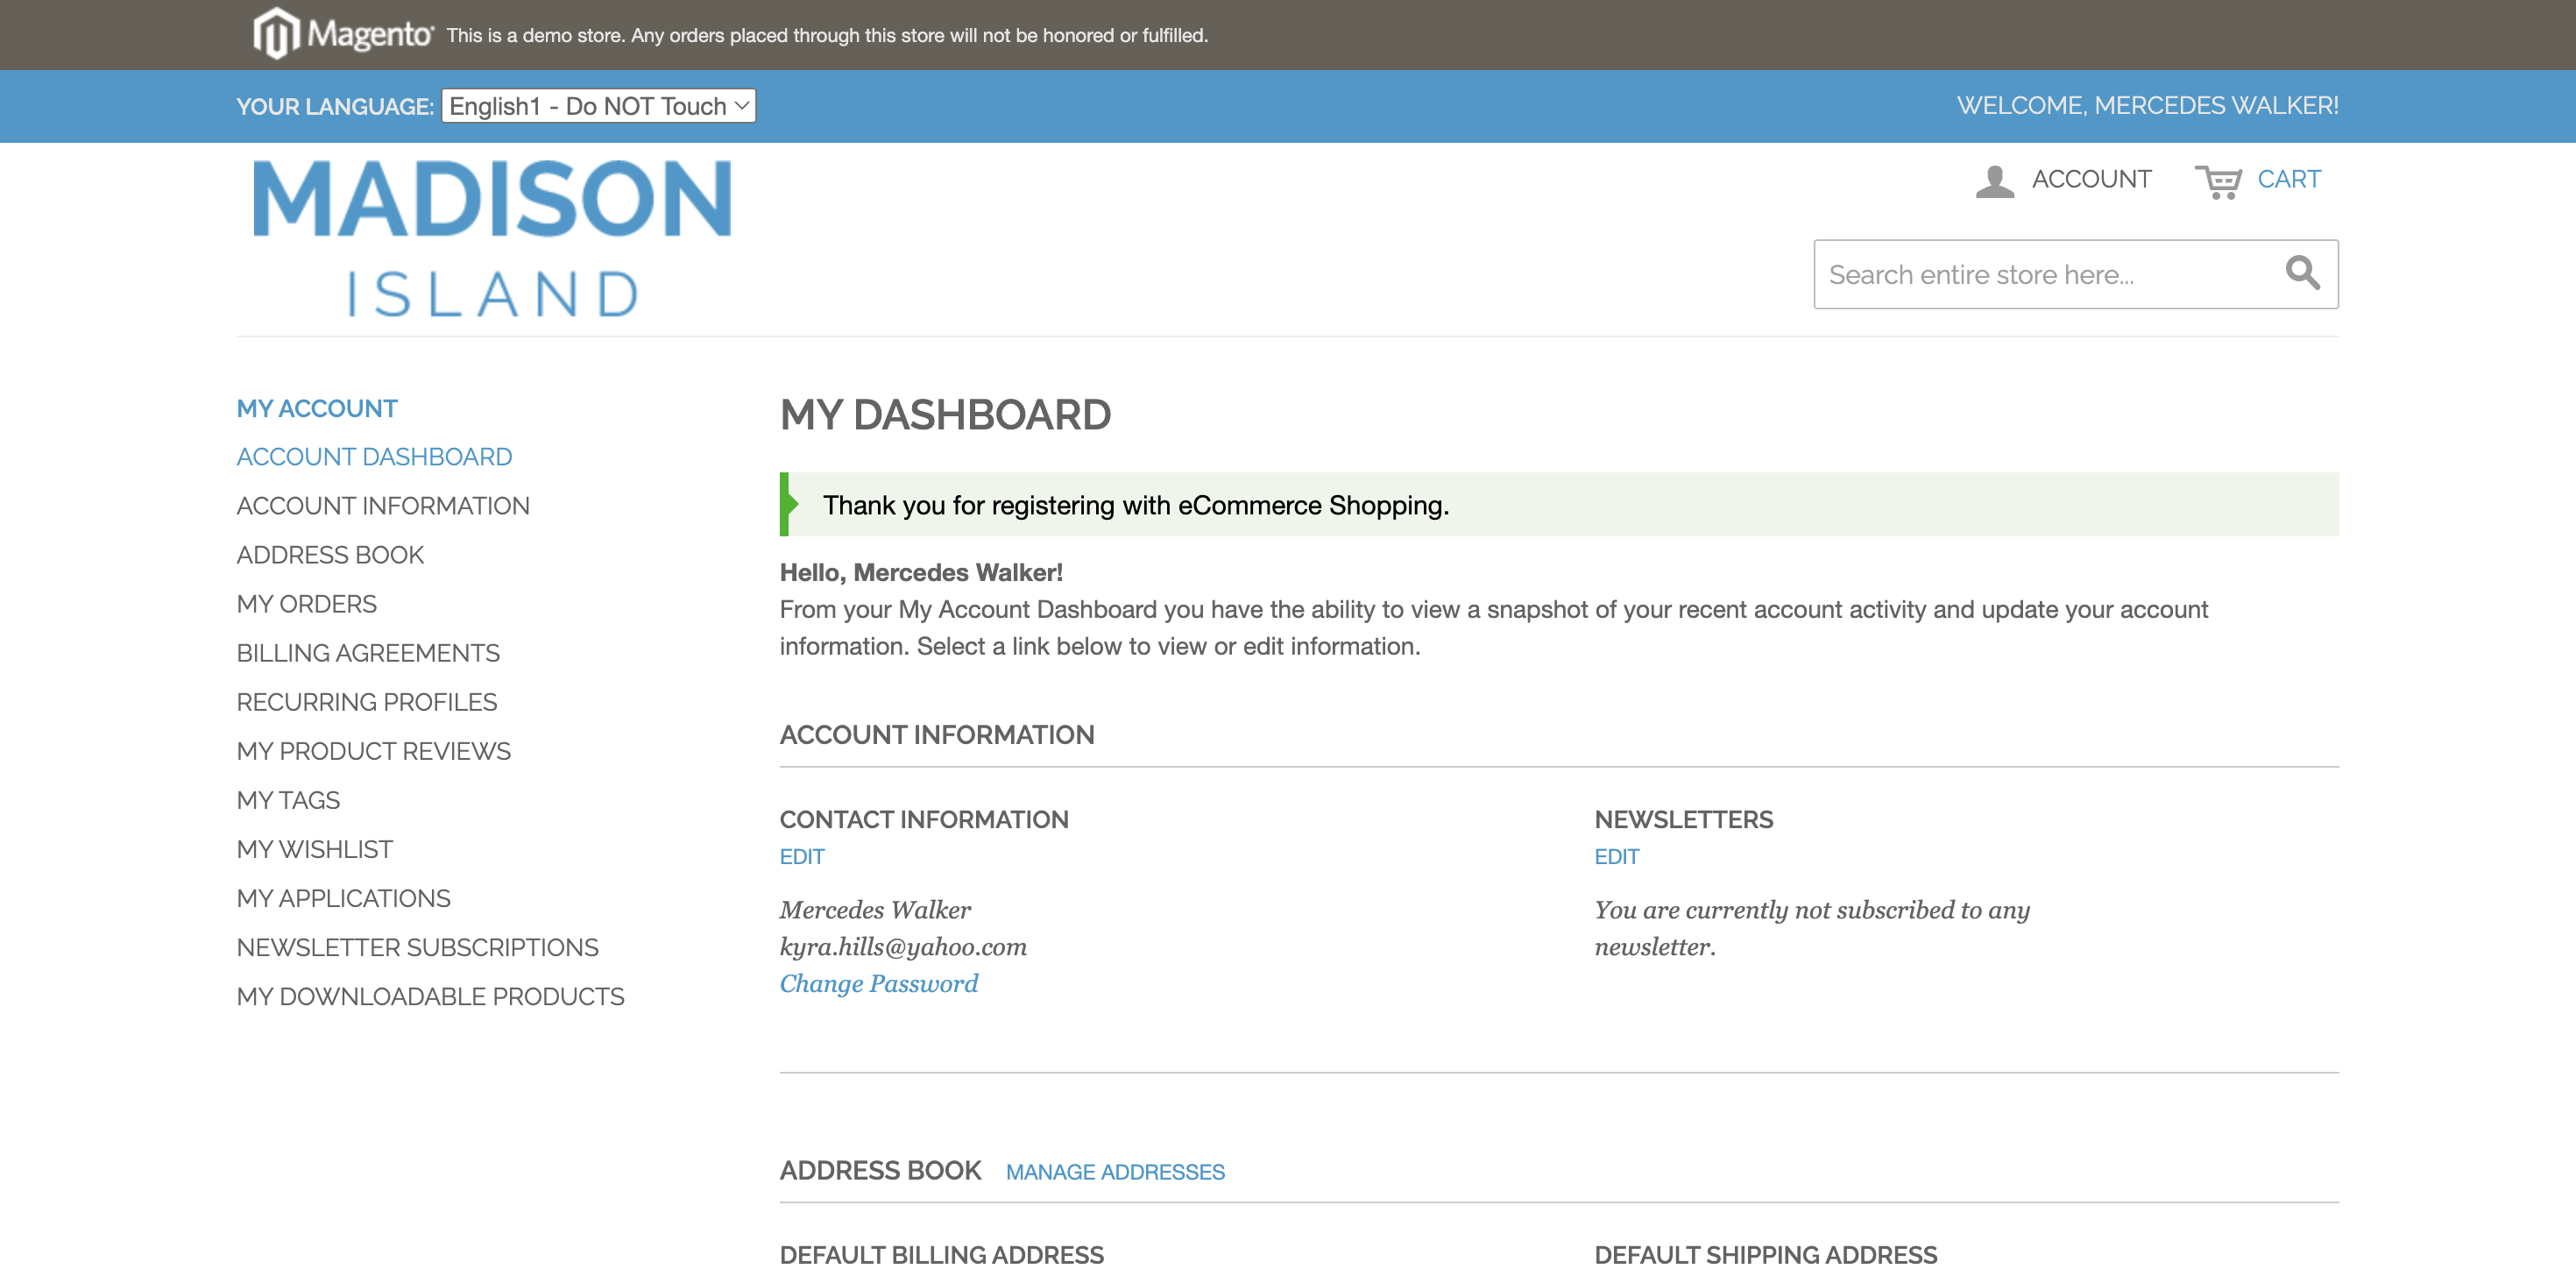 Magento This is a demo store. Any orders placed through this store will not be honored or fulfilled.
YOUR LANGUAGE: English1 - Do NOT Touch
WELCOME, MERCEDES WALKER!
MADISON
ISLAND
ACCOUNT
CART
Search entire store here...
MY ACCOUNT
ACCOUNT DASHBOARD
ACCOUNT INFORMATION
ADDRESS BOOK
MY ORDERS
BILLING AGREEMENTS
RECURRING PROFILES
MY PRODUCT REVIEWS
MY TAGS
MY WISHLIST
MY APPLICATIONS
NEWSLETTER SUBSCRIPTIONS
MY DOWNLOADABLE PRODUCTS
MY DASHBOARD
Thank you for registering with eCommerce Shopping.
Hello, Mercedes Walker!
From your My Account Dashboard you have the ability to view a snapshot of your recent account activity and update your account
information. Select a link below to view or edit information.
ACCOUNT INFORMATION
CONTACT INFORMATION
EDIT
Mercedes Walker
kyra.hills@yahoo.com
Change Password
NEWSLETTERS
EDIT
You are currently not subscribed to any
newsletter.
ADDRESS BOOK MANAGE ADDRESSES
DEFAULT BILLING ADDRESS
DEFAULT SHIPPING ADDRESS